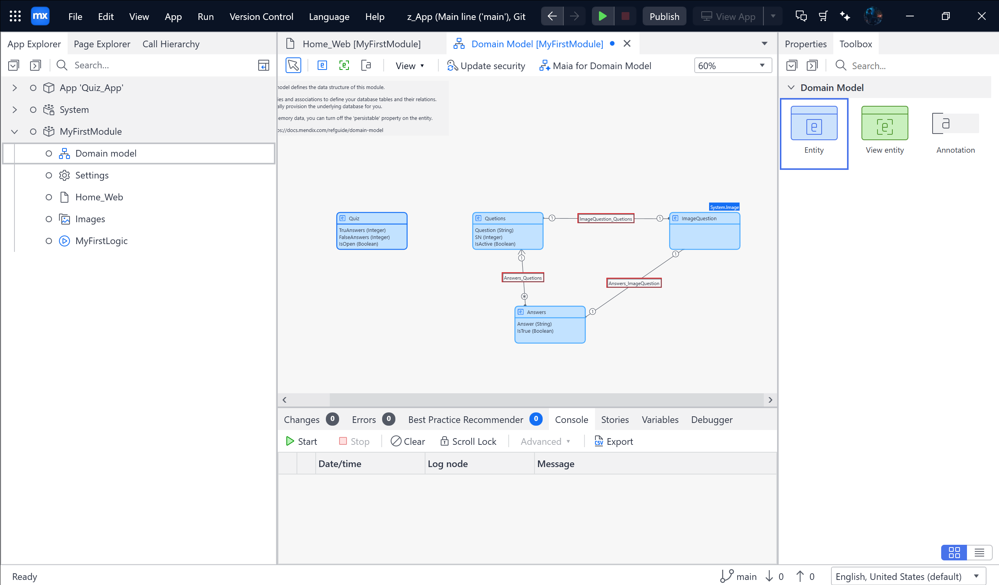 mx
File
Edit
View
App
Run
Version Control
Language
Help
z_App (Main line ('main'), Git
Publish
View App
App Explorer
Page Explorer
Call Hierarchy
Search...
App 'Quiz_App'
System
MyFirstModule
Domain model
Settings
Home_Web
Images
MyFirstLogic
Home_Web [MyFirstModule]
Domain Model [MyFirstModule]
View
Update security
Maia for Domain Model
60%
model defines the data structure of this module.
ies and associations to define your database tables and their relations.
ally provision the underlying database for you.
emory data, you can turn off the 'persistable' property on the entity.
ps://docs.mendix.com/refguide/domain-model
Quiz
TruAnswers (Integer)
FalseAnswers (Integer)
IsOpen (Boolean)
Quetions
Question (String)
SN (Integer)
IsActive (Boolean)
1
ImageQuestion_Quetions
1
System.Image
ImageQuestion
1
Answers_Quetions
1
Answers_ImageQuestion
1
Answers
Answer (String)
IsTrue (Boolean)
Changes 0
Errors 0
Best Practice Recommender 0
Console
Stories
Variables
Debugger
Start
Stop
Clear
Scroll Lock
Advanced
CSV Export
Date/time
Log node
Message
Properties
Toolbox
Search...
Domain Model
e
Entity
e
View entity
a
Annotation
Ready
main
0
0
English, United States (default)